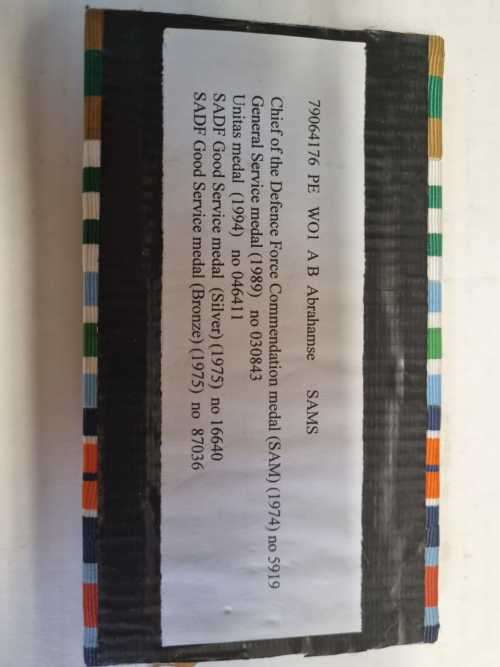 79064176 PE WO1 A B Abrahamse SAMS
Chief of the Defence Force Commendation medal (SAM) (1974) no 5919
General Service medal (1989) no 030843
Unitas medal (1994) no 046411
SADF Good Service medal (Silver) (1975) no 16640
SADF Good Service medal (Bronze) (1975) no 87036